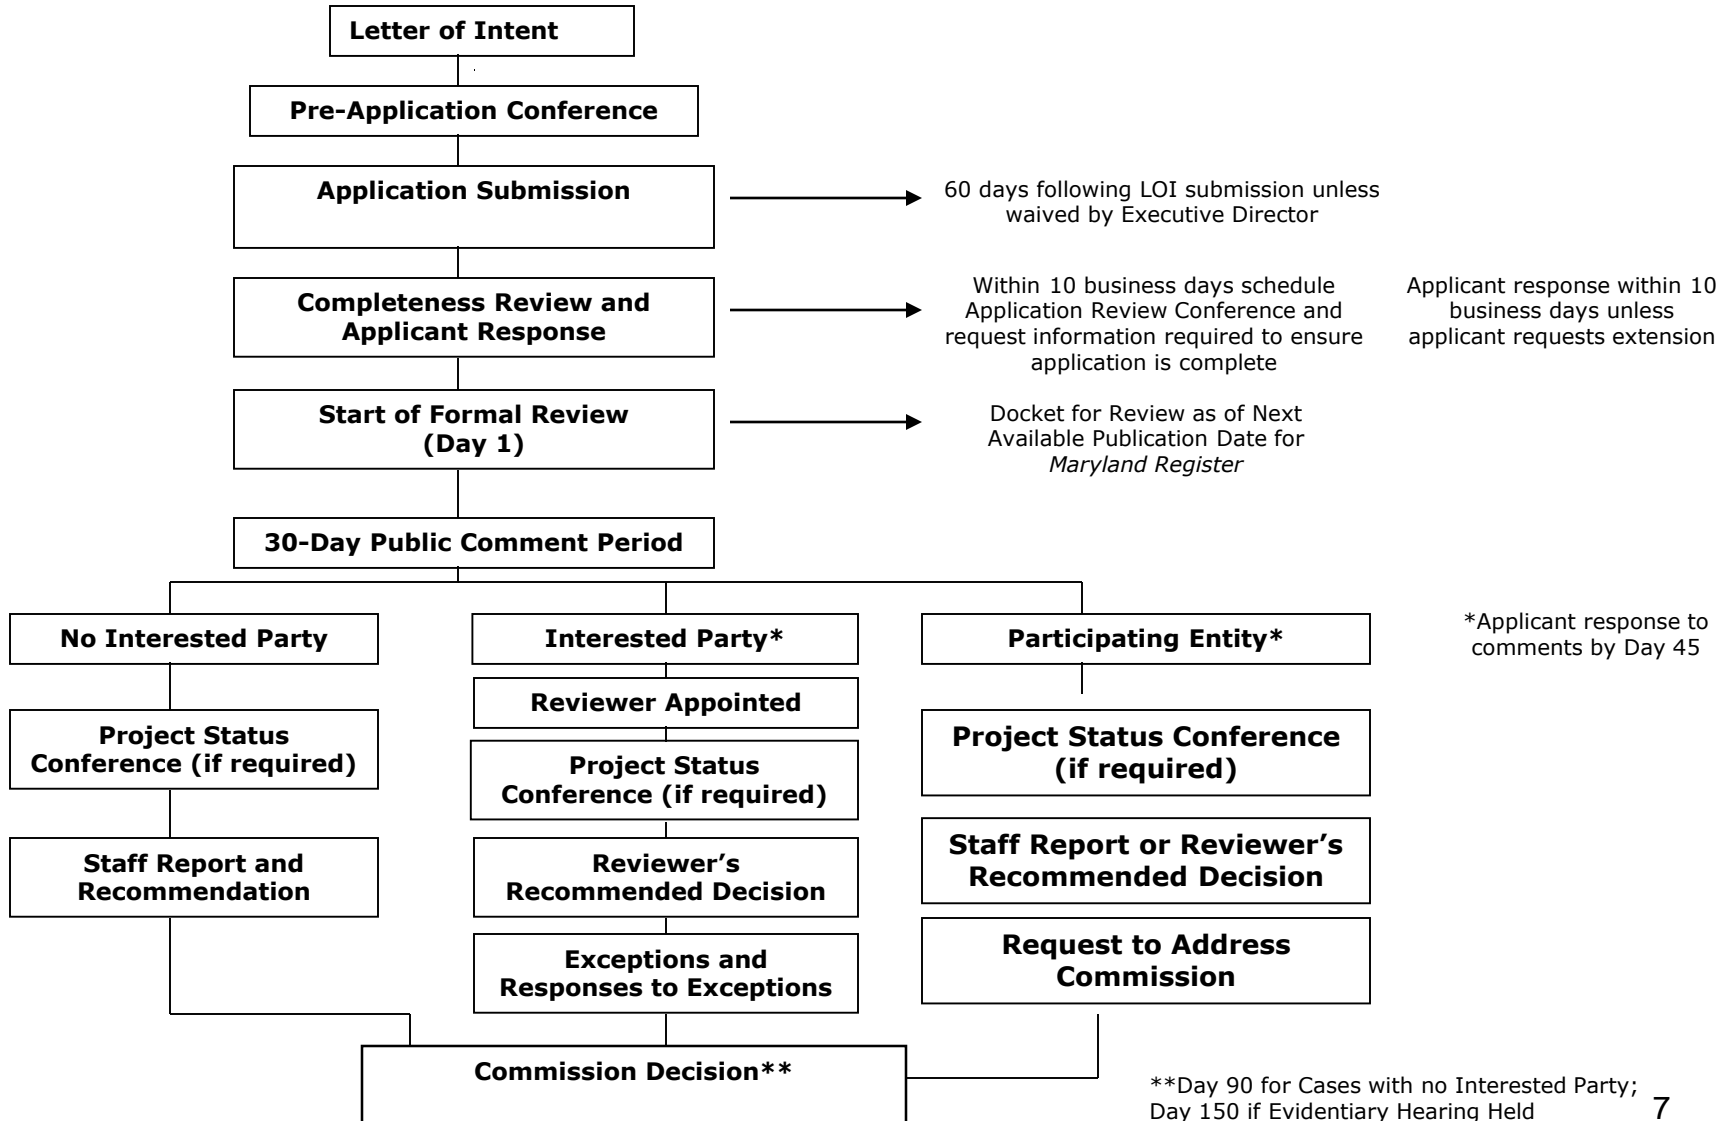 Letter of Intent
Pre-Application Conference
Application Submission
60 days following LOI submission unless
waived by Executive Director
Completeness Review and
Applicant Response
Within 10 business days schedule
Application Review Conference and
request information required to ensure
application is complete
Applicant response within 10
business days unless
applicant requests extension
Start of Formal Review
(Day 1)
Docket for Review as of Next
Available Publication Date for
Maryland Register
30-Day Public Comment Period
No Interested Party
Interested Party*
Participating Entity*
*Applicant response to
comments by Day 45
Project Status
Conference (if required)
Staff Report and
Recommendation
Reviewer Appointed
Project Status
Conference (if required)
Reviewer’s
Recommended Decision
Exceptions and
Responses to Exceptions
Project Status Conference
(if required)
Staff Report or Reviewer’s
Recommended Decision
Request to Address
Commission
Commission Decision**
**Day 90 for Cases with no Interested Party;
Day 150 if Evidentiary Hearing Held
7